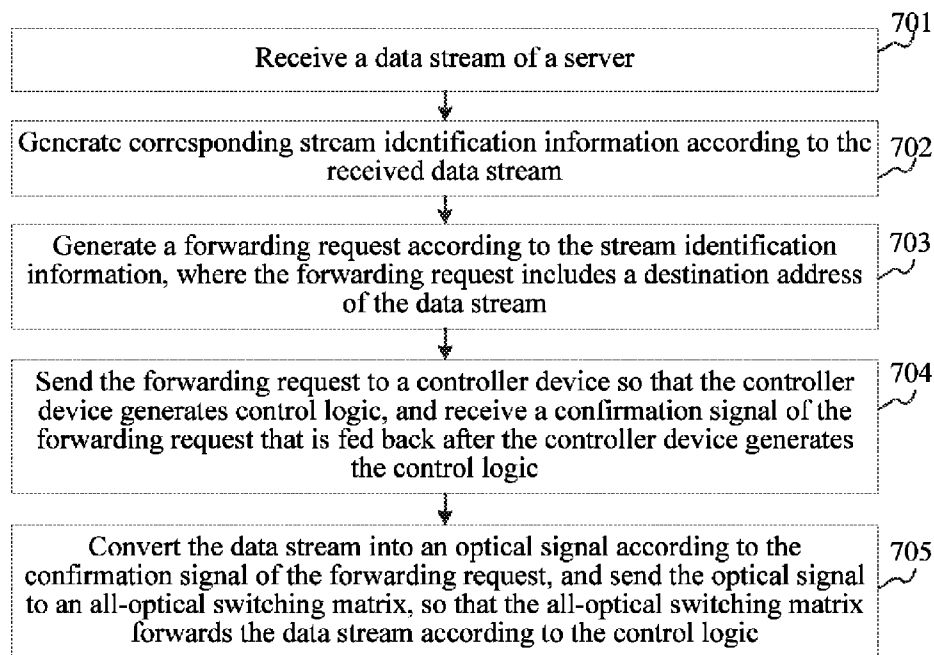 701
Receive a data stream of a server
Generate corresponding stream identification information according to the
received data stream
702
Generate a forwarding request according to the stream identification
information, where the forwarding request includes a destination address
of the data stream
703
Send the forwarding request to a controller device so that the controller
device generates control logic, and receive a confirmation signal of the
forwarding request that is fed back after the controller device generates
the control logic
704
Convert the data stream into an optical signal according to the
confirmation signal of the forwarding request, and send the optical signal
to an all-optical switching matrix, so that the all-optical switching matrix
forwards the data stream according to the control logic
705